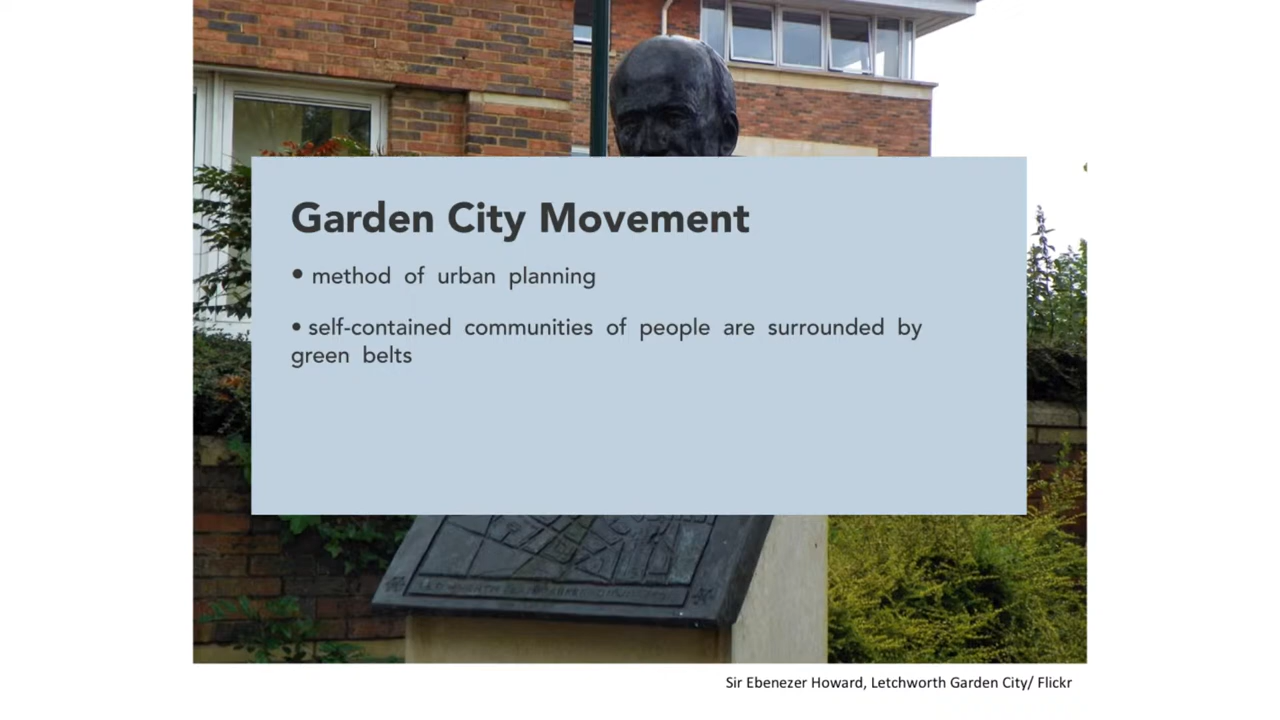 Garden City Movement
• method of urban planning
• self-contained communities of people are surrounded by
green belts
Sir Ebenezer Howard, Letchworth Garden City/ Flickr